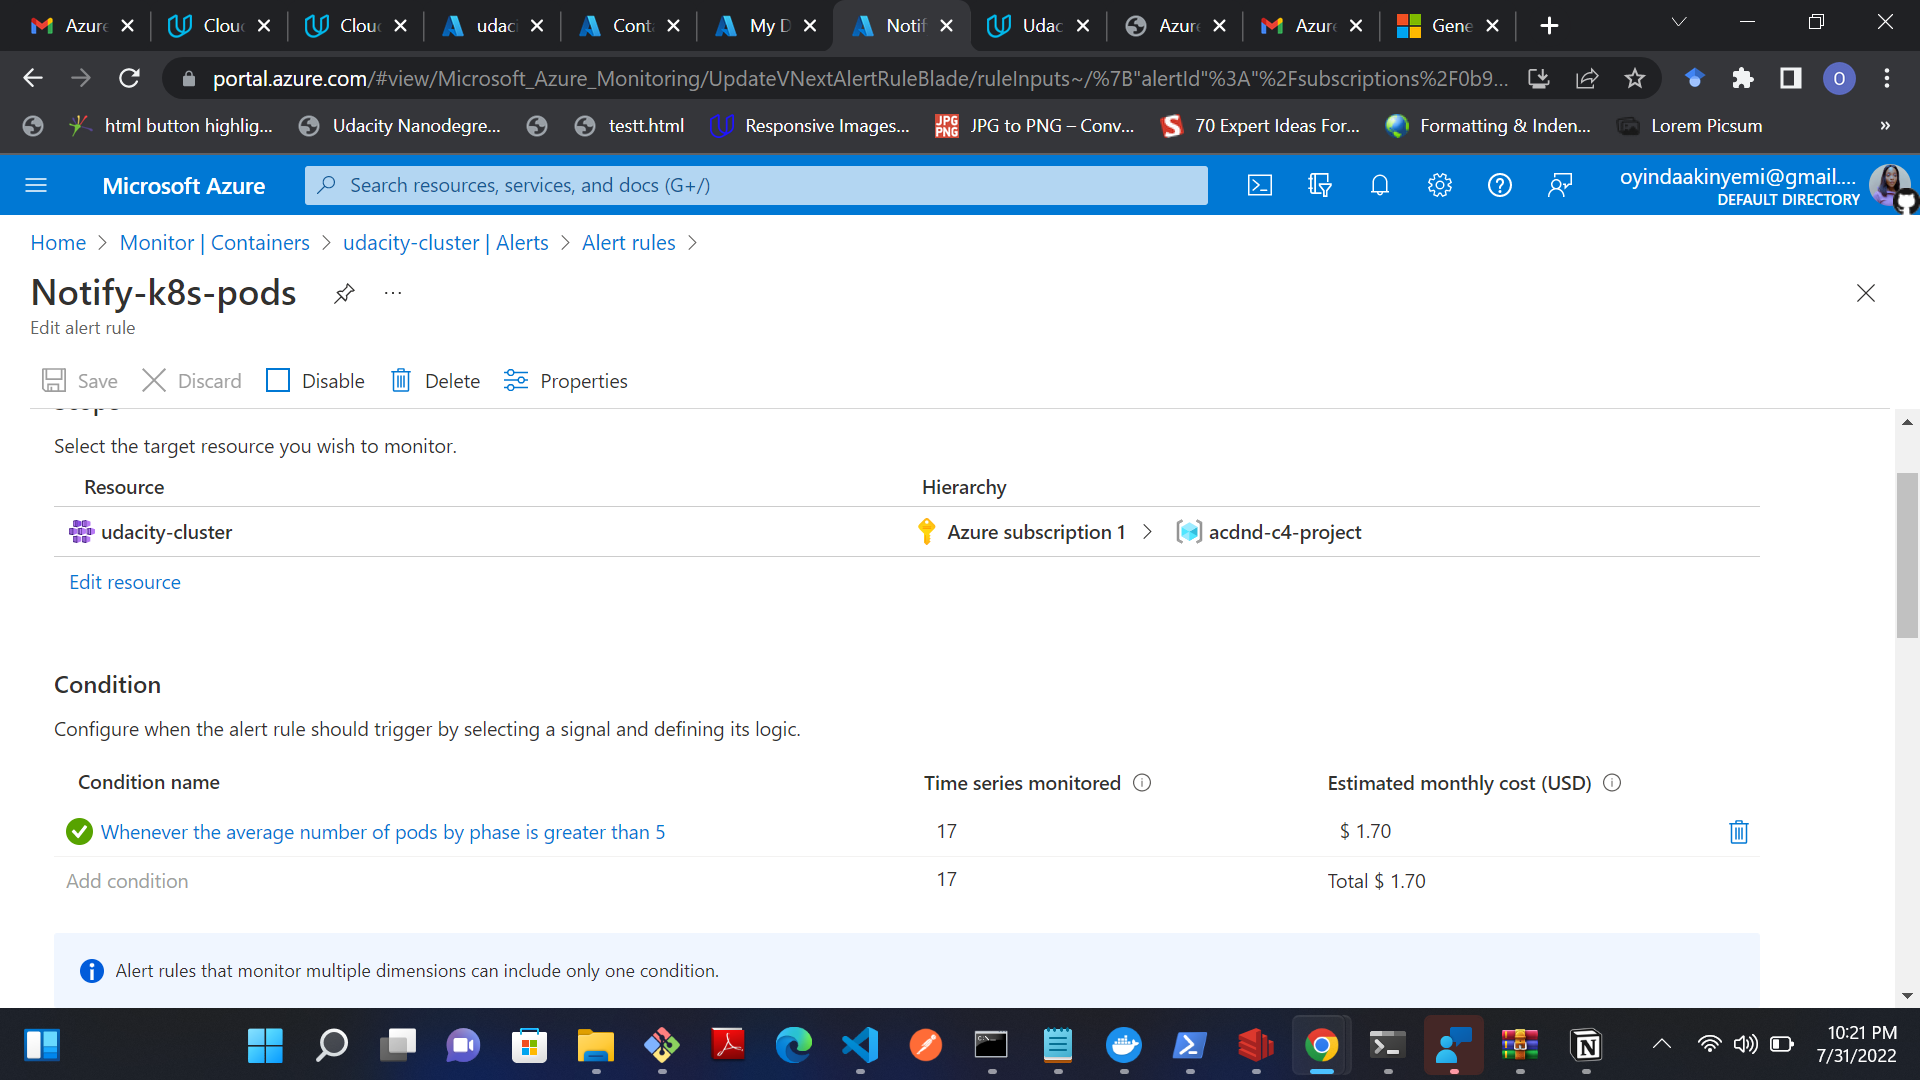 Azure
Clou
Clou
udac
Conta
My D
Notif
Udac
Azure
Azure
Gene
portal.azure.com/#view/Microsoft_Azure_Monitoring/UpdateVNextAlertRuleBlade/ruleInputs~/%7B"alertId"%3A"%2Fsubscriptions%2F0b9...
O
html button highlig...
Udacity Nanodegre...
testt.html
Responsive Images...
JPG to PNG – Conv...
70 Expert Ideas For...
Formatting & Inden...
Lorem Picsum
»
Microsoft Azure
Search resources, services, and docs (G+/)
oyindaakinyemi@gmail....
DEFAULT DIRECTORY
Home > Monitor | Containers > udacity-cluster | Alerts > Alert rules >
Notify-k8s-pods
...
Edit alert rule
Save
Discard
Disable
Delete
Properties
Scope
Select the target resource you wish to monitor.
Resource
Hierarchy
udacity-cluster
Azure subscription 1 > acdnd-c4-project
Edit resource
Condition
Configure when the alert rule should trigger by selecting a signal and defining its logic.
Condition name
Time series monitored
Estimated monthly cost (USD)
Whenever the average number of pods by phase is greater than 5
17
$ 1.70
Add condition
17
Total $ 1.70
Alert rules that monitor multiple dimensions can include only one condition.
10:21 PM
7/31/2022